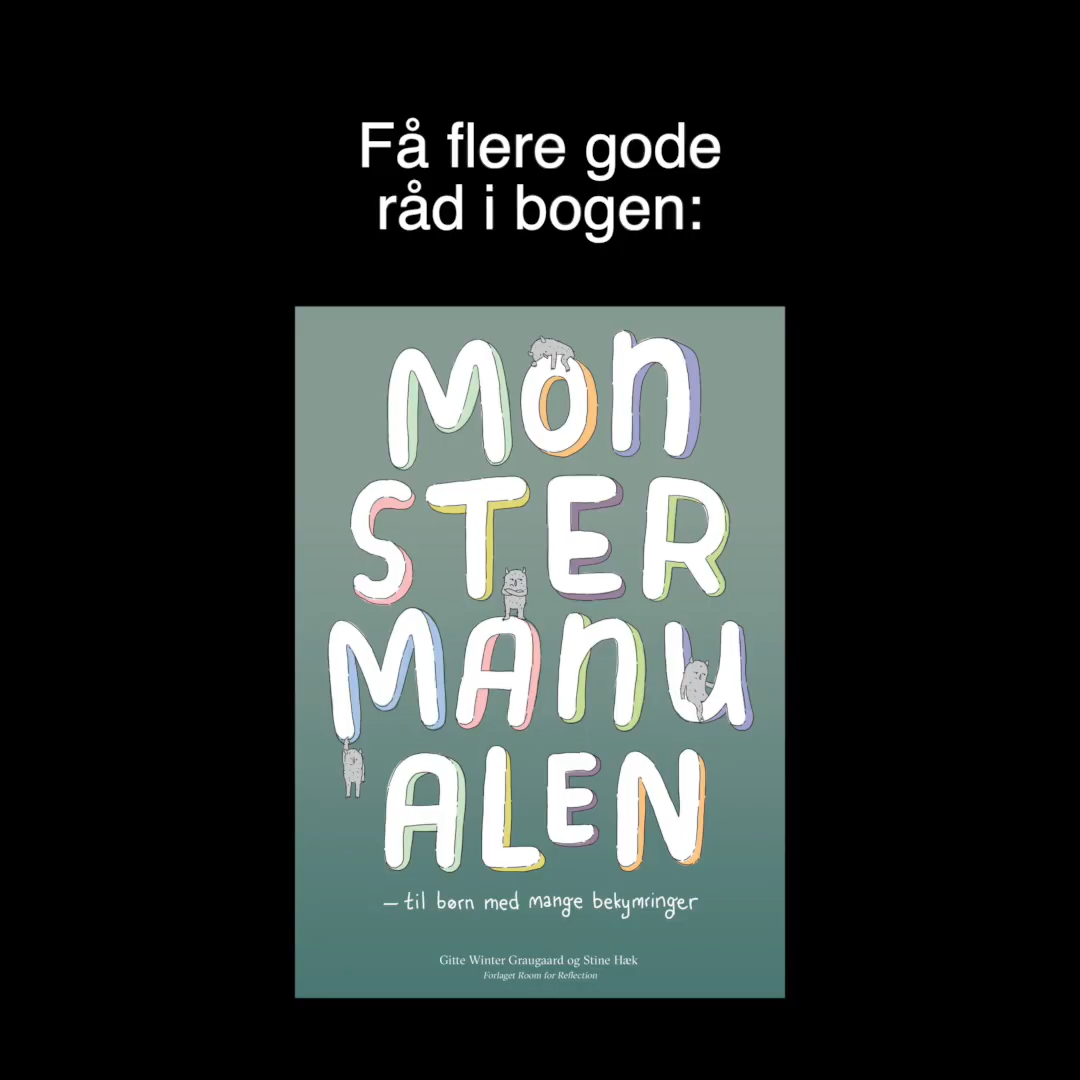 Få flere gode
råd i bogen:
MOn
STER
MAnu
ALEN
– til børn med mange bekymringer
Gitte Winter Graugaard og Stine Hæk
Forlaget Room for Reflection